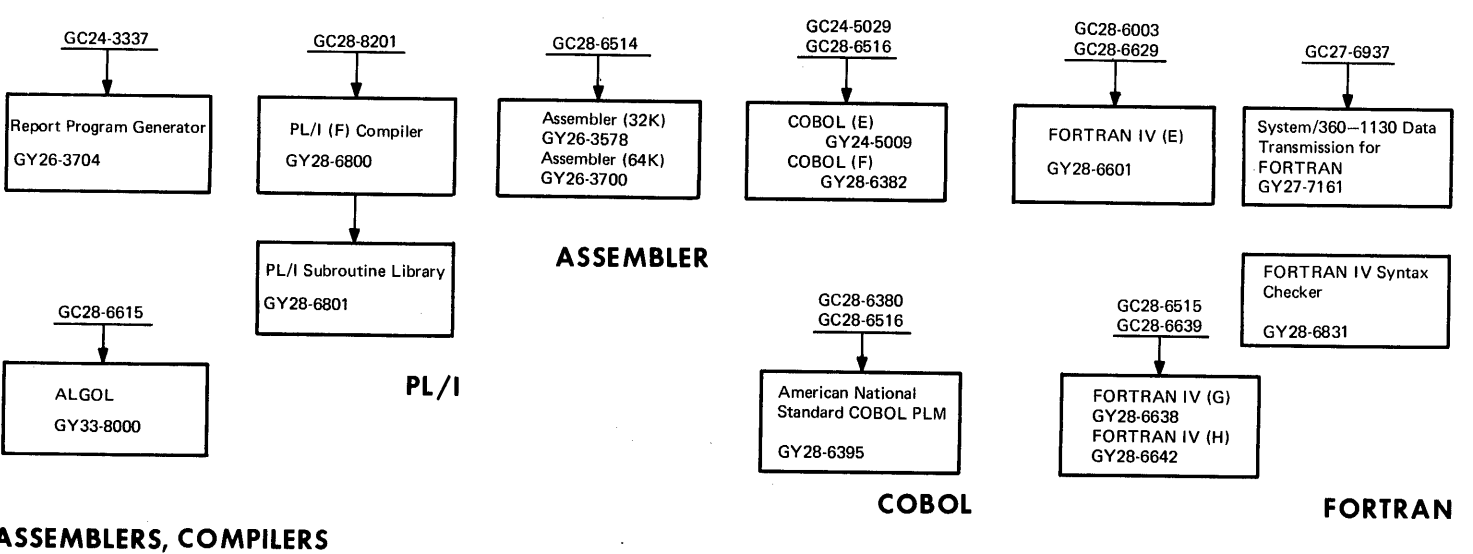 GC24-3337
Report Program Generator
GY26-3704
GC28-6615
ALGOL
GY33-8000
GC28-8201
PL/I (F) Compiler
GY28-6800
PL/I Subroutine Library
GY28-6801
PL/I
GC28-6514
Assembler (32K)
GY26-3578
Assembler (64K)
GY26-3700
ASSEMBLER
GC24-5029
GC28-6516
COBOL (E)
GY24-5009
COBOL (F)
GY28-6382
GC28-6380
GC28-6516
American National
Standard COBOL PLM
GY28-6395
COBOL
GC28-6003
GC28-6629
FORTRAN IV (E)
GY28-6601
GC27-6937
System/360—1130 Data
Transmission for
FORTRAN
GY27-7161
FORTRAN IV Syntax
Checker
GY28-6831
GC28-6515
GC28-6639
FORTRAN IV (G)
GY28-6638
FORTRAN IV (H)
GY28-6642
FORTRAN
ASSEMBLERS, COMPILERS